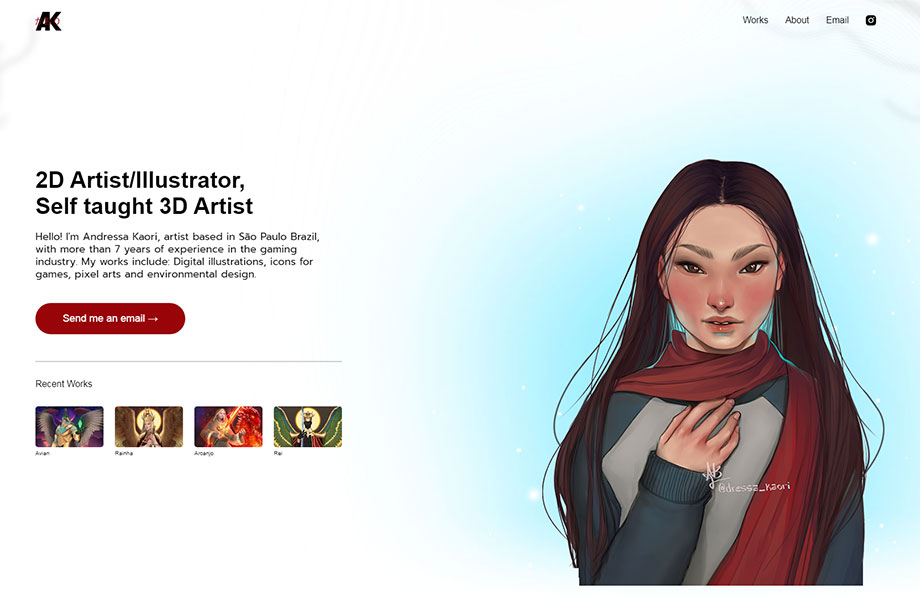 AK
Works About Email
2D Artist/Illustrator,
Self taught 3D Artist
Hello! I'm Andressa Kaori, artist based in São Paulo Brazil,
with more than 7 years of experience in the gaming
industry. My works include: Digital illustrations, icons for
games, pixel arts and environmental design.
Send me an email →
Recent Works
Avian Rainha Arcanjo Rei
@dressa_kaori